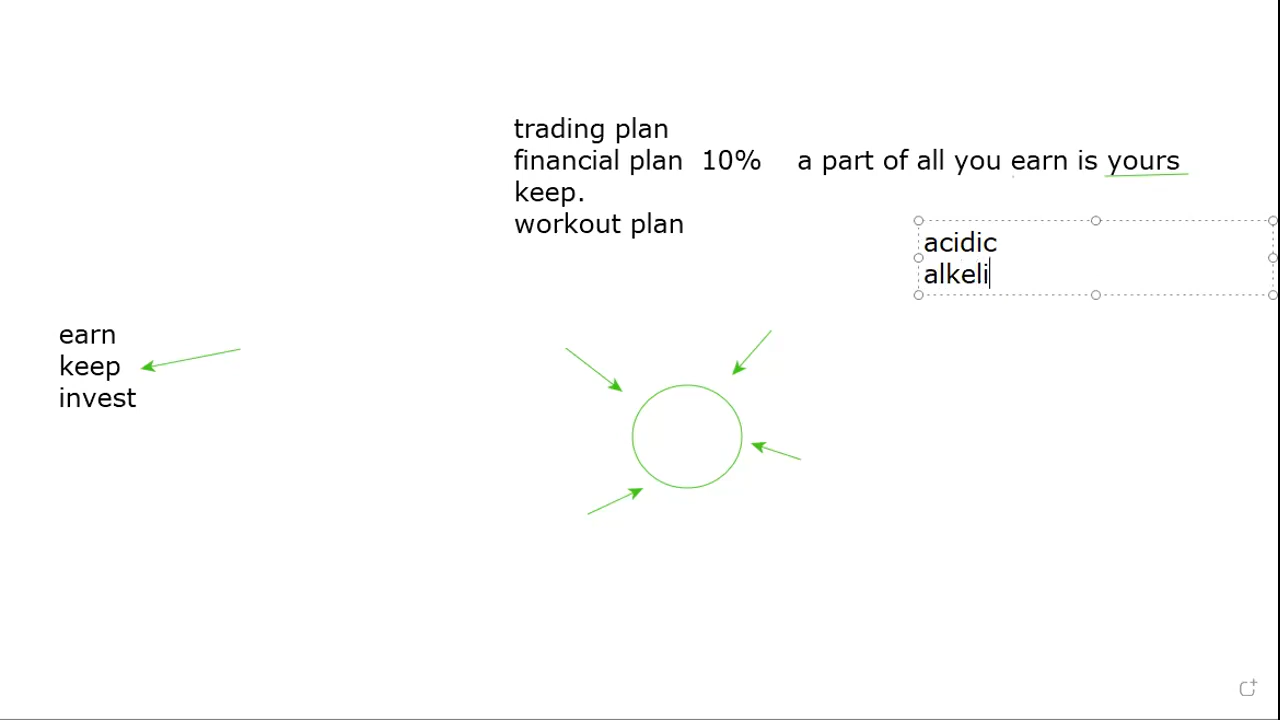 trading plan
financial plan 10% a part of all you earn is yours
keep.
workout plan
acidic
alkeli
earn
keep
invest